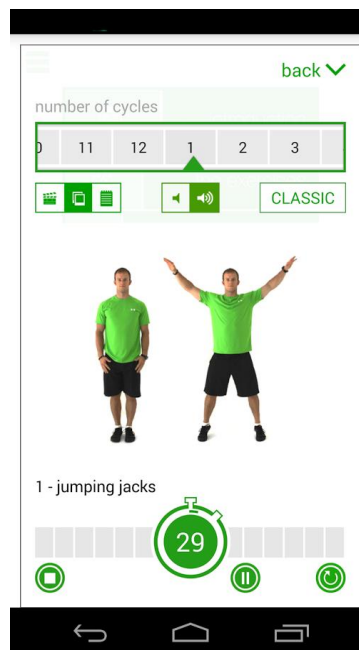 back
number of cycles
11 12 1 2 3
CLASSIC
1 - jumping jacks
29